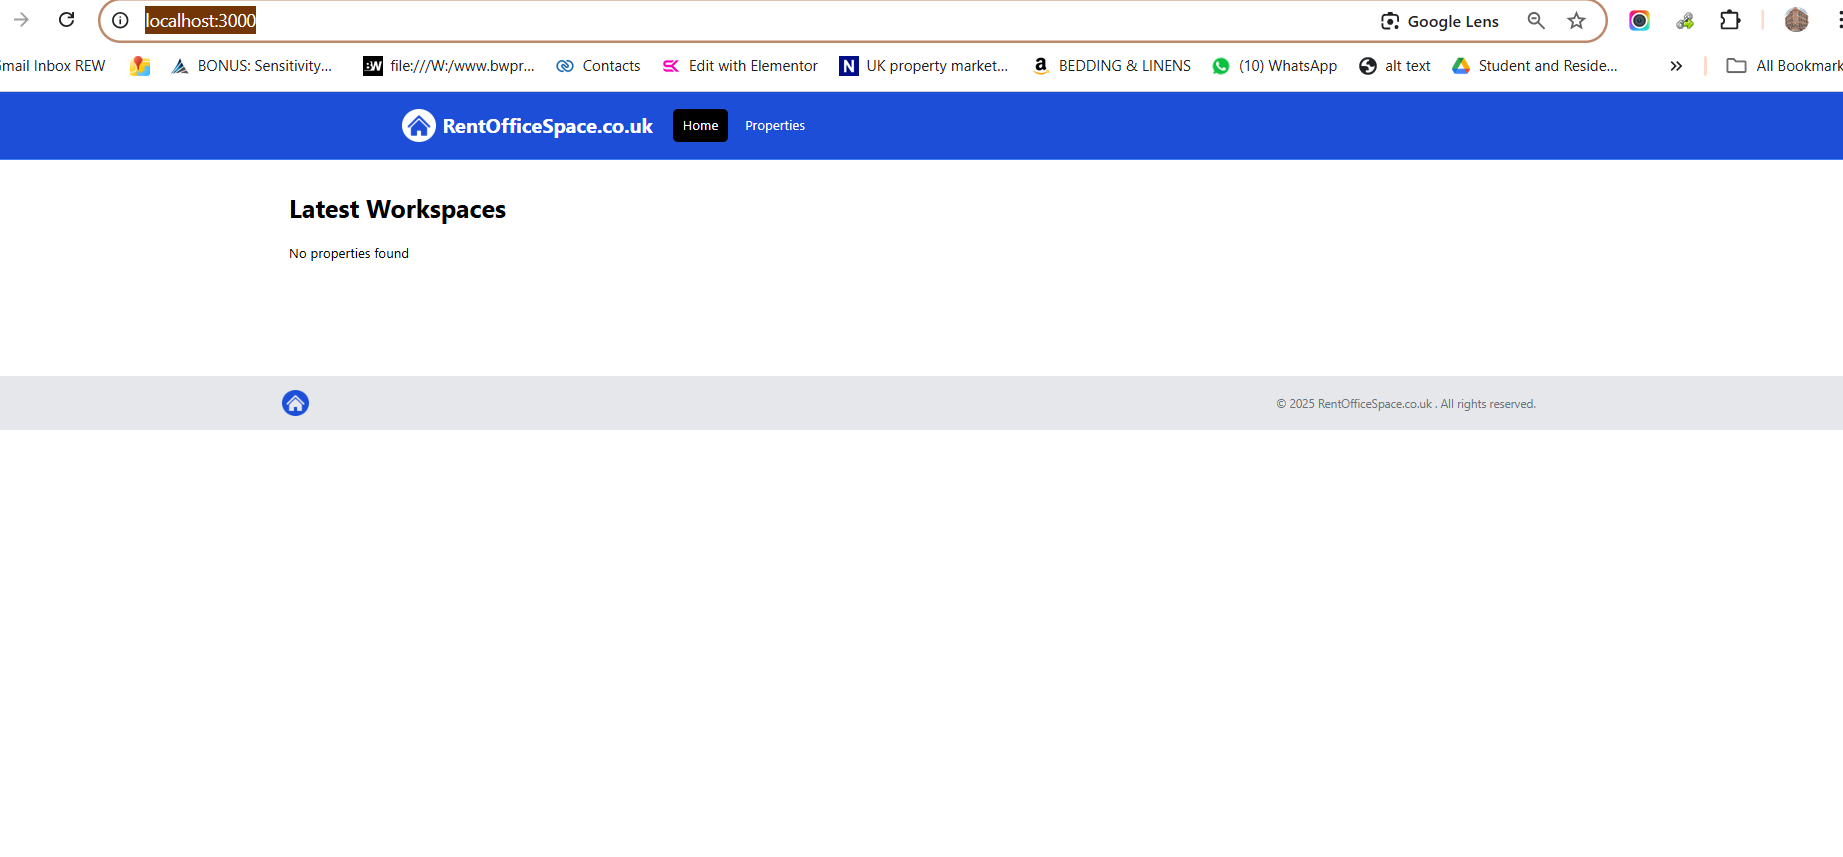 localhost:3000
Google Lens
Gmail Inbox REW BONUS: Sensitivity... BW file:///W:/www.bwpr... Contacts Edit with Elementor N UK property market... a BEDDING & LINENS (10) WhatsApp alt text Student and Reside... » All Bookmark
RentOfficeSpace.co.uk Home Properties
Latest Workspaces
No properties found
© 2025 RentOfficeSpace.co.uk . All rights reserved.